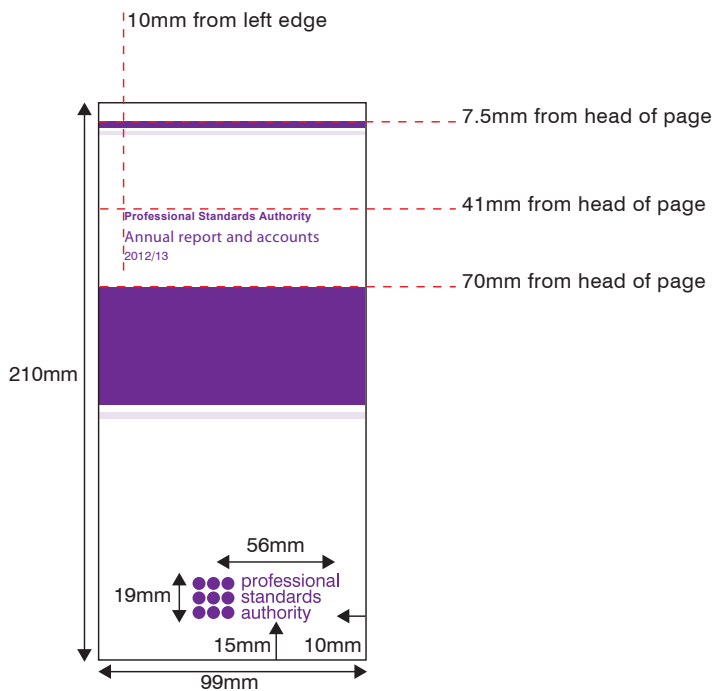 10mm from left edge
7.5mm from head of page
41mm from head of page
Professional Standards Authority
Annual report and accounts
2012/13
70mm from head of page
210mm
56mm
19mm
professional
standards
authority
15mm
10mm
99mm